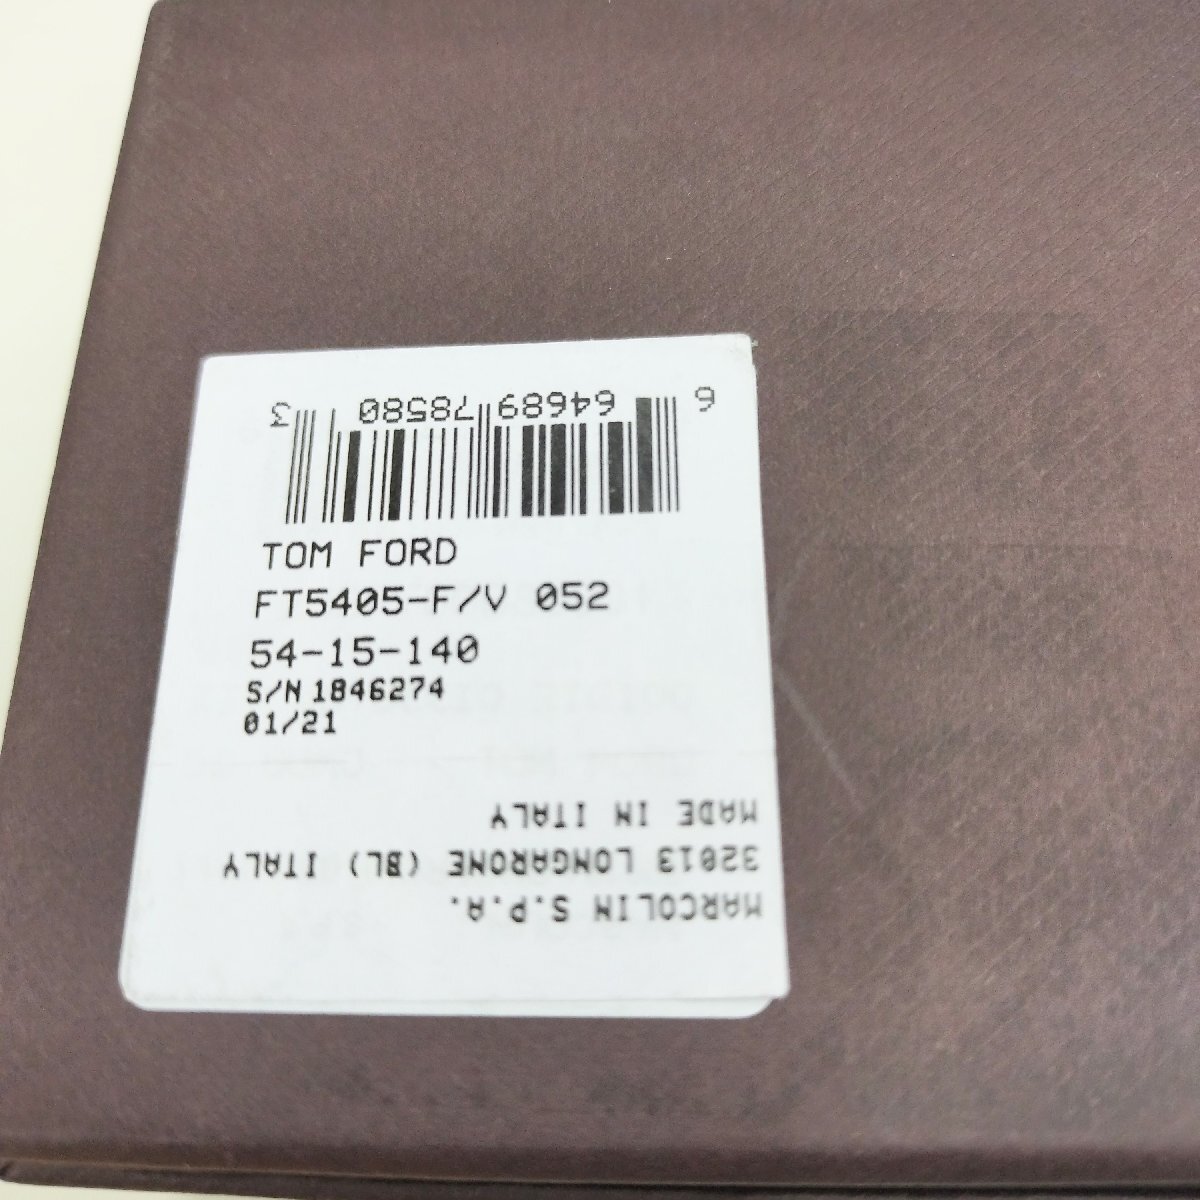 6 64689 78580 3
TOM FORD
FT5405-F/V 052
54-15-140
S/N 1846274
01/21
MARCOLIN S.P.A.
32013 LONGARONE (BL) ITALY
MADE IN ITALY